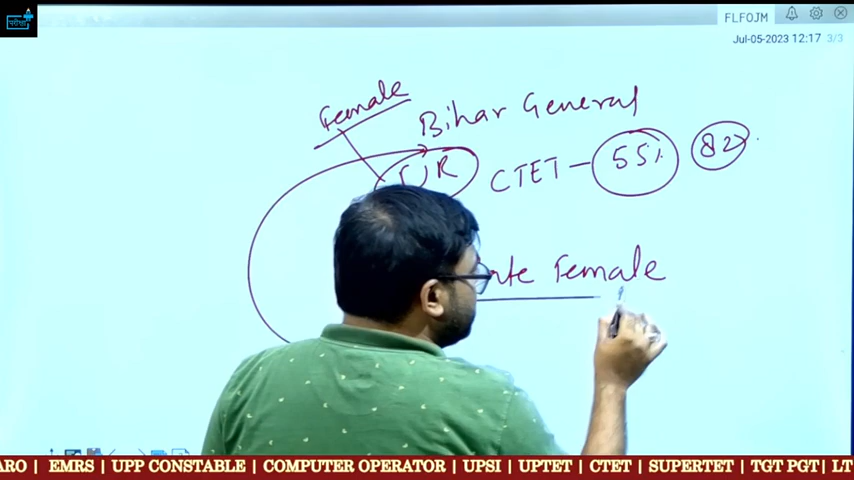 परीक्षा
FLFOJM
Jul-05-2023 12:17 3/3
Female
Bihar General
UR CTET - 55% 82
Female
ARO | EMRS | UPP CONSTABLE | COMPUTER OPERATOR | UPSI | UPTET | CTET | SUPERTET | TGT PGT | LT